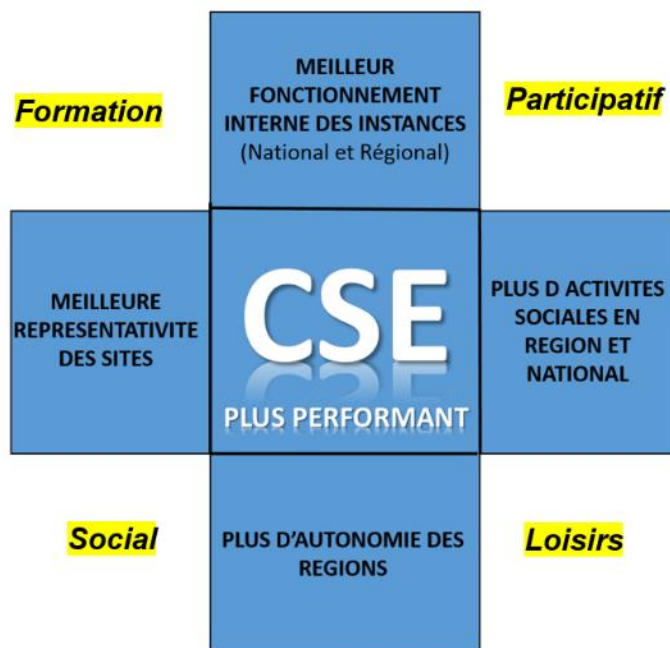 MEILLEUR
FONCTIONNEMENT
INTERNE DES INSTANCES
(National et Régional)
Formation
Participatif
MEILLEURE
REPRESENTATIVITE
DES SITES
CSE
PLUS PERFORMANT
PLUS D ACTIVITES
SOCIALES EN
REGION ET
NATIONAL
Social
PLUS D’AUTONOMIE DES
REGIONS
Loisirs